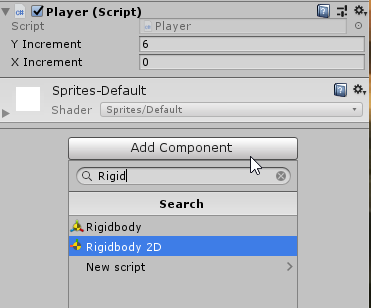 Player (Script)
Script Player
Y Increment 6
X Increment 0
Sprites-Default
Shader Sprites/Default
Add Component
Rigid
Search
Rigidbody
Rigidbody 2D
New script